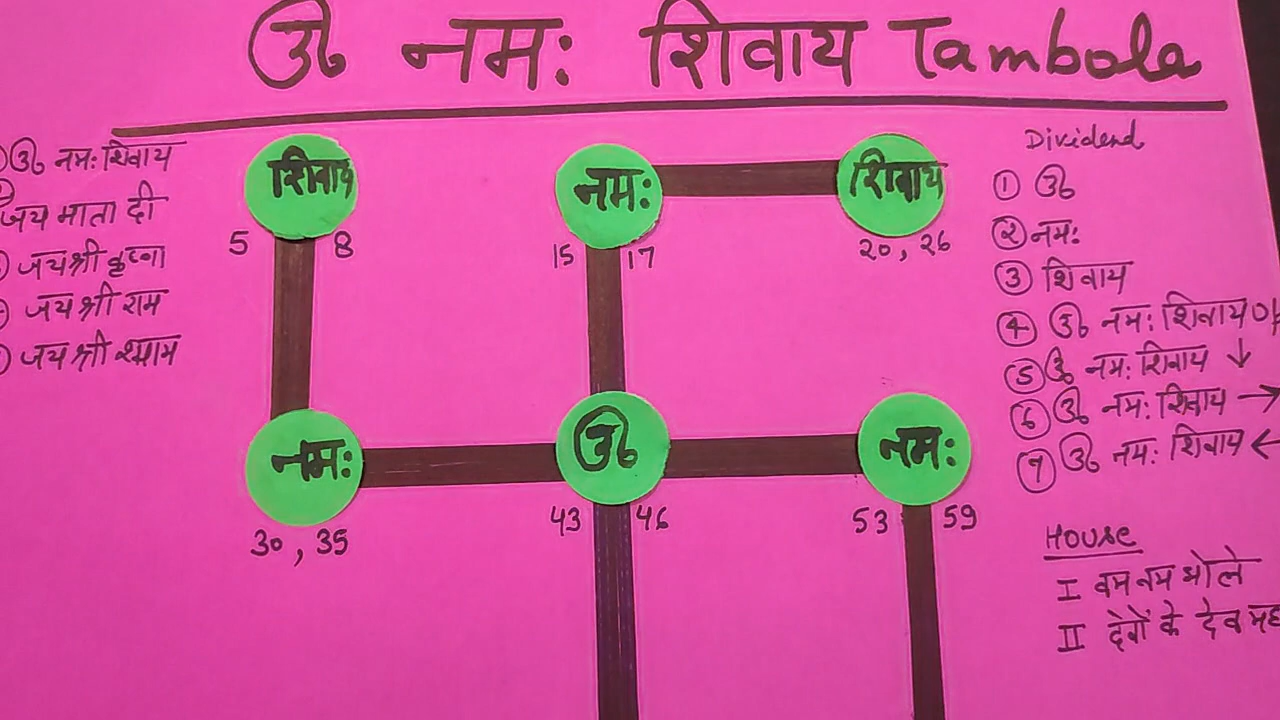 ॐ नमः शिवाय Tambola
ॐ नमः शिवाय
जय माता दी
जय श्री कृष्णा
जय श्री राम
जय श्री श्याम
शिवाय
5 8
नमः
15 17
शिवाय
20, 26
नमः
30, 35
ॐ
43 46
नमः
53 59
Dividend
① ॐ
② नमः
③ शिवाय
④ ॐ नमः शिवाय
⑤ ॐ नमः शिवाय ↓
⑥ ॐ नमः शिवाय →
⑦ ॐ नमः शिवाय ←
House
I बम बम भोले
II देवों के देव